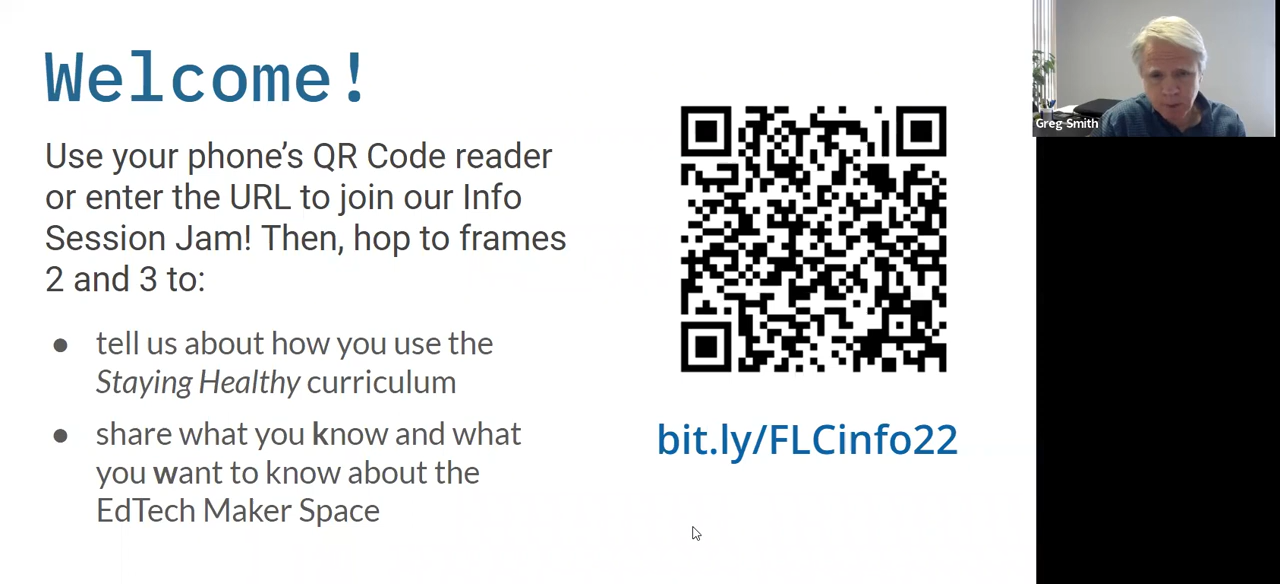 Welcome!
Use your phone’s QR Code reader
or enter the URL to join our Info
Session Jam! Then, hop to frames
2 and 3 to:
● tell us about how you use the
Staying Healthy curriculum
● share what you know and what
you want to know about the
EdTech Maker Space
bit.ly/FLCinfo22
Greg Smith